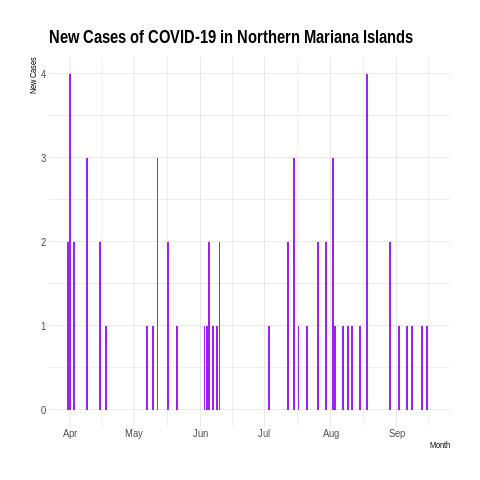 New Cases of COVID-19 in Northern Mariana Islands
New Cases
4
3
2
1
0
Apr May Jun Jul Aug Sep
Month